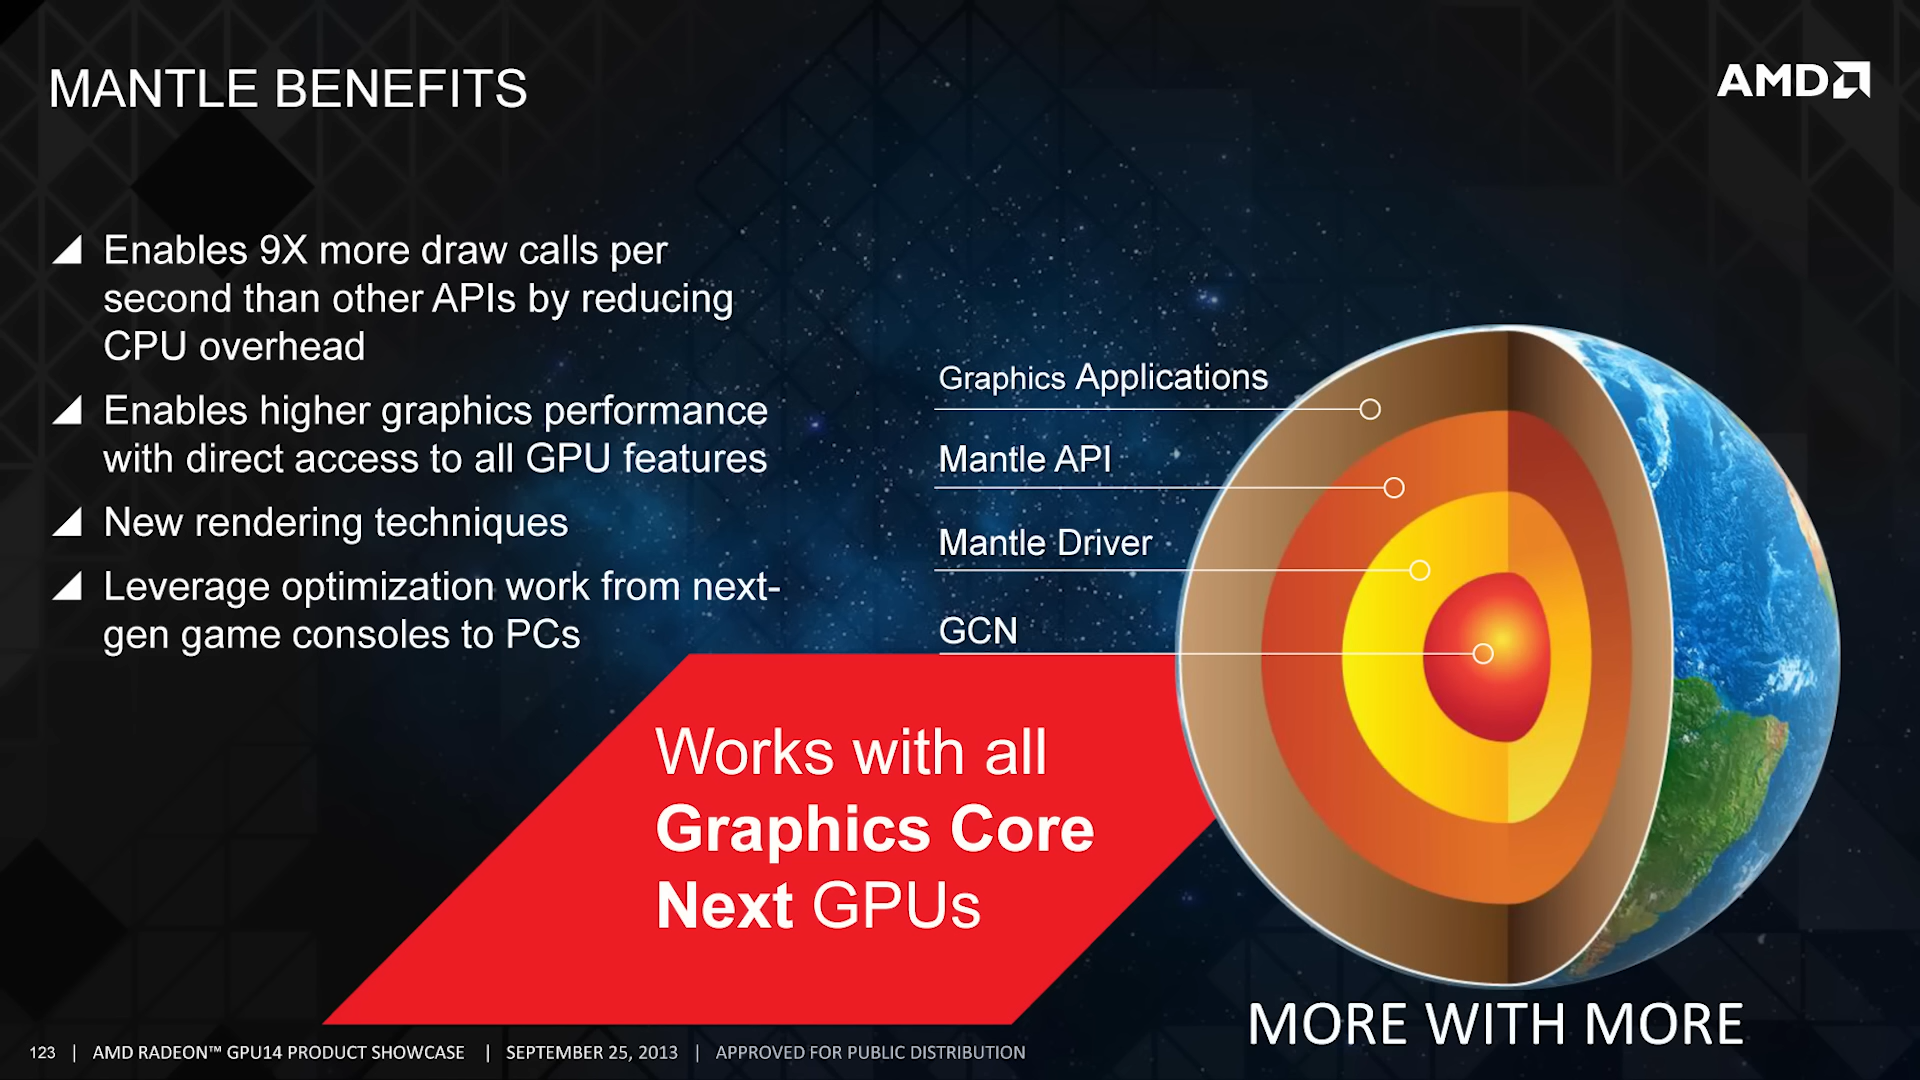 MANTLE BENEFITS
AMD
Enables 9X more draw calls per
second than other APIs by reducing
CPU overhead
Enables higher graphics performance
with direct access to all GPU features
New rendering techniques
Leverage optimization work from next-
gen game consoles to PCs
Graphics Applications
Mantle API
Mantle Driver
GCN
Works with all
Graphics Core
Next GPUs
MORE WITH MORE
123 | AMD RADEON™ GPU14 PRODUCT SHOWCASE | SEPTEMBER 25, 2013 | APPROVED FOR PUBLIC DISTRIBUTION